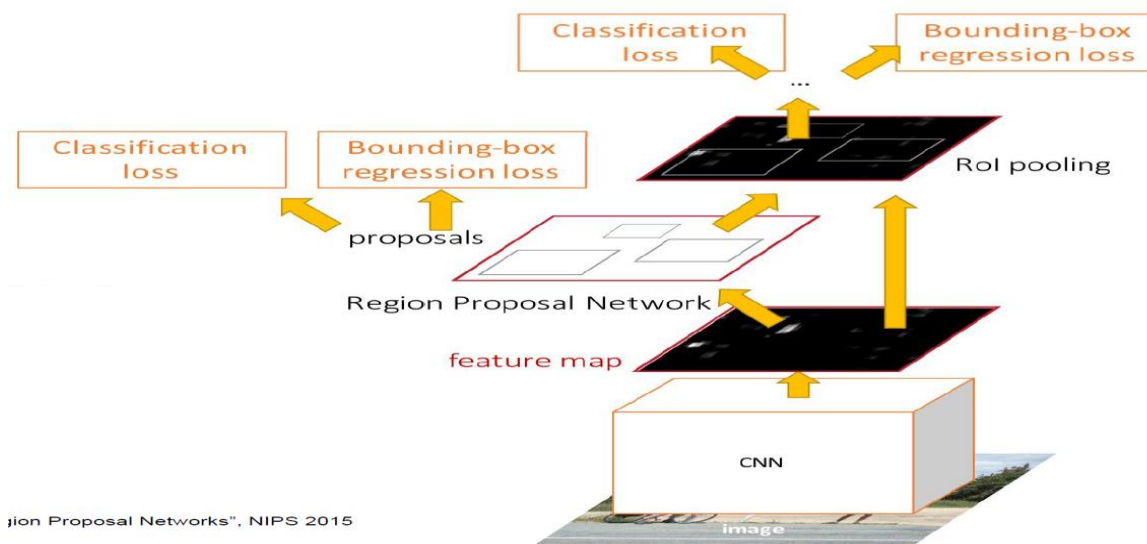 Classification
loss
Bounding-box
regression loss
...
Classification
loss
Bounding-box
regression loss
RoI pooling
proposals
Region Proposal Network
feature map
CNN
image
gion Proposal Networks”, NIPS 2015